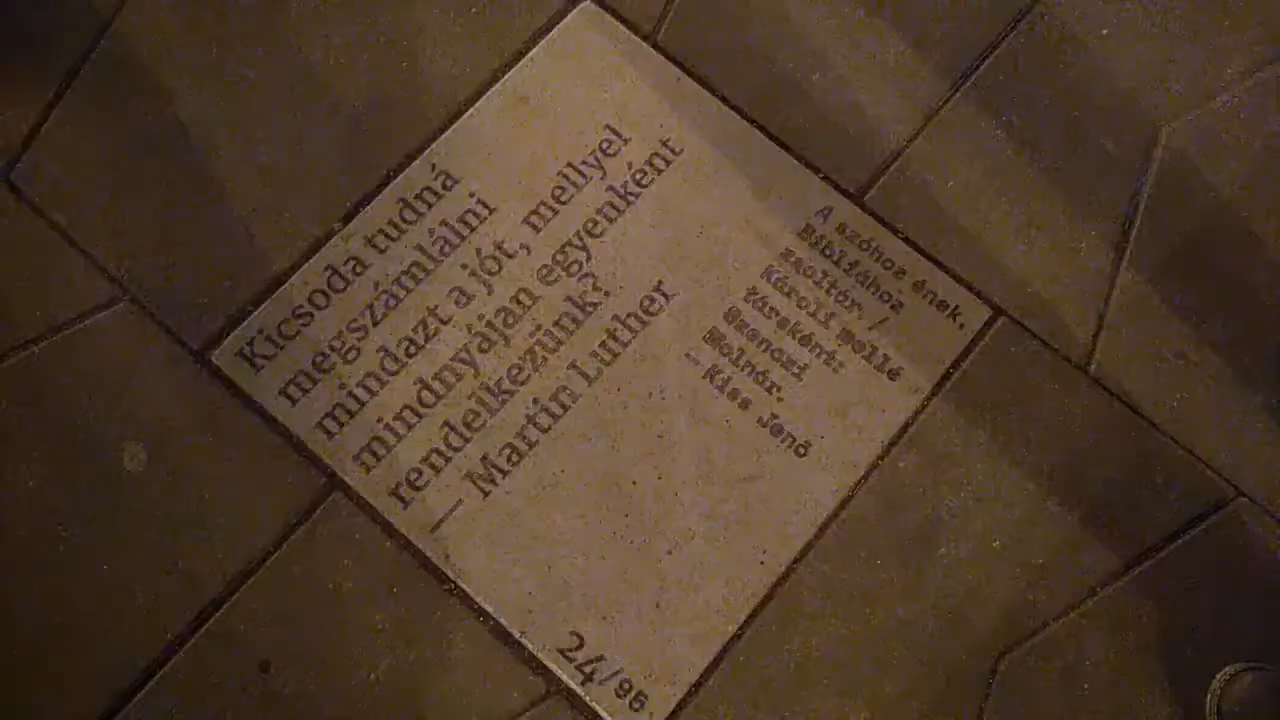 Kicsoda tudná
megszámlálni
mindazt a jót, mellyel
mindnyájan egyenként
rendelkezünk?
— Martin Luther
A szóhoz ének.
Bibliához
zsoltár. /
Károli mellé
társként:
Szenczi
Molnár.
— Kiss Jenő
24/95